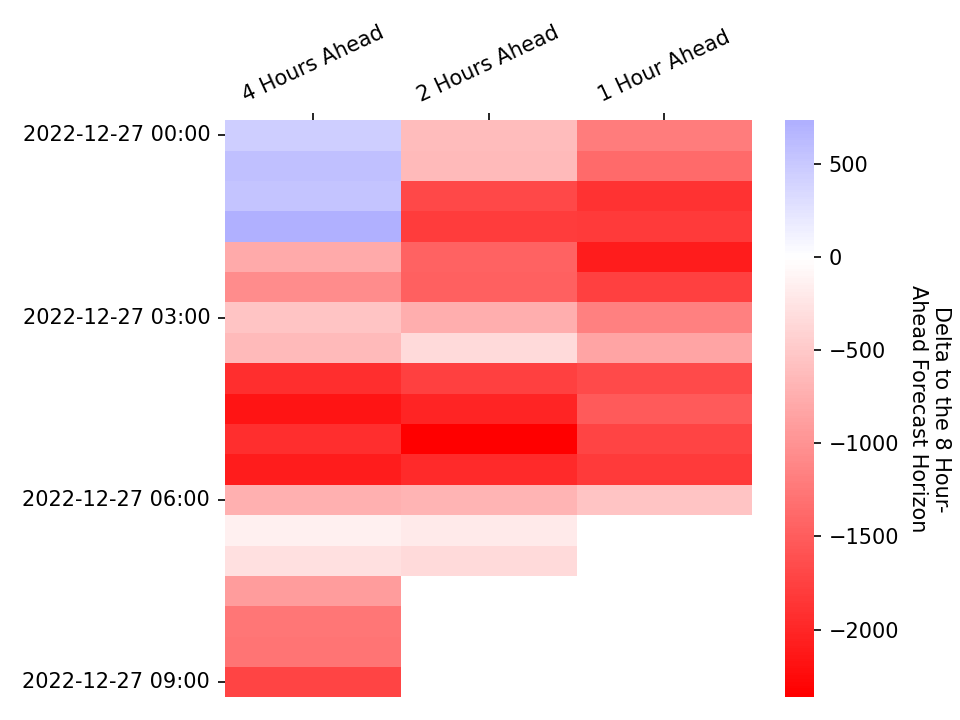 4 Hours Ahead
2 Hours Ahead
1 Hour Ahead
2022-12-27 00:00
2022-12-27 03:00
2022-12-27 06:00
2022-12-27 09:00
500
0
−500
−1000
−1500
−2000
Delta to the 8 Hour-
Ahead Forecast Horizon